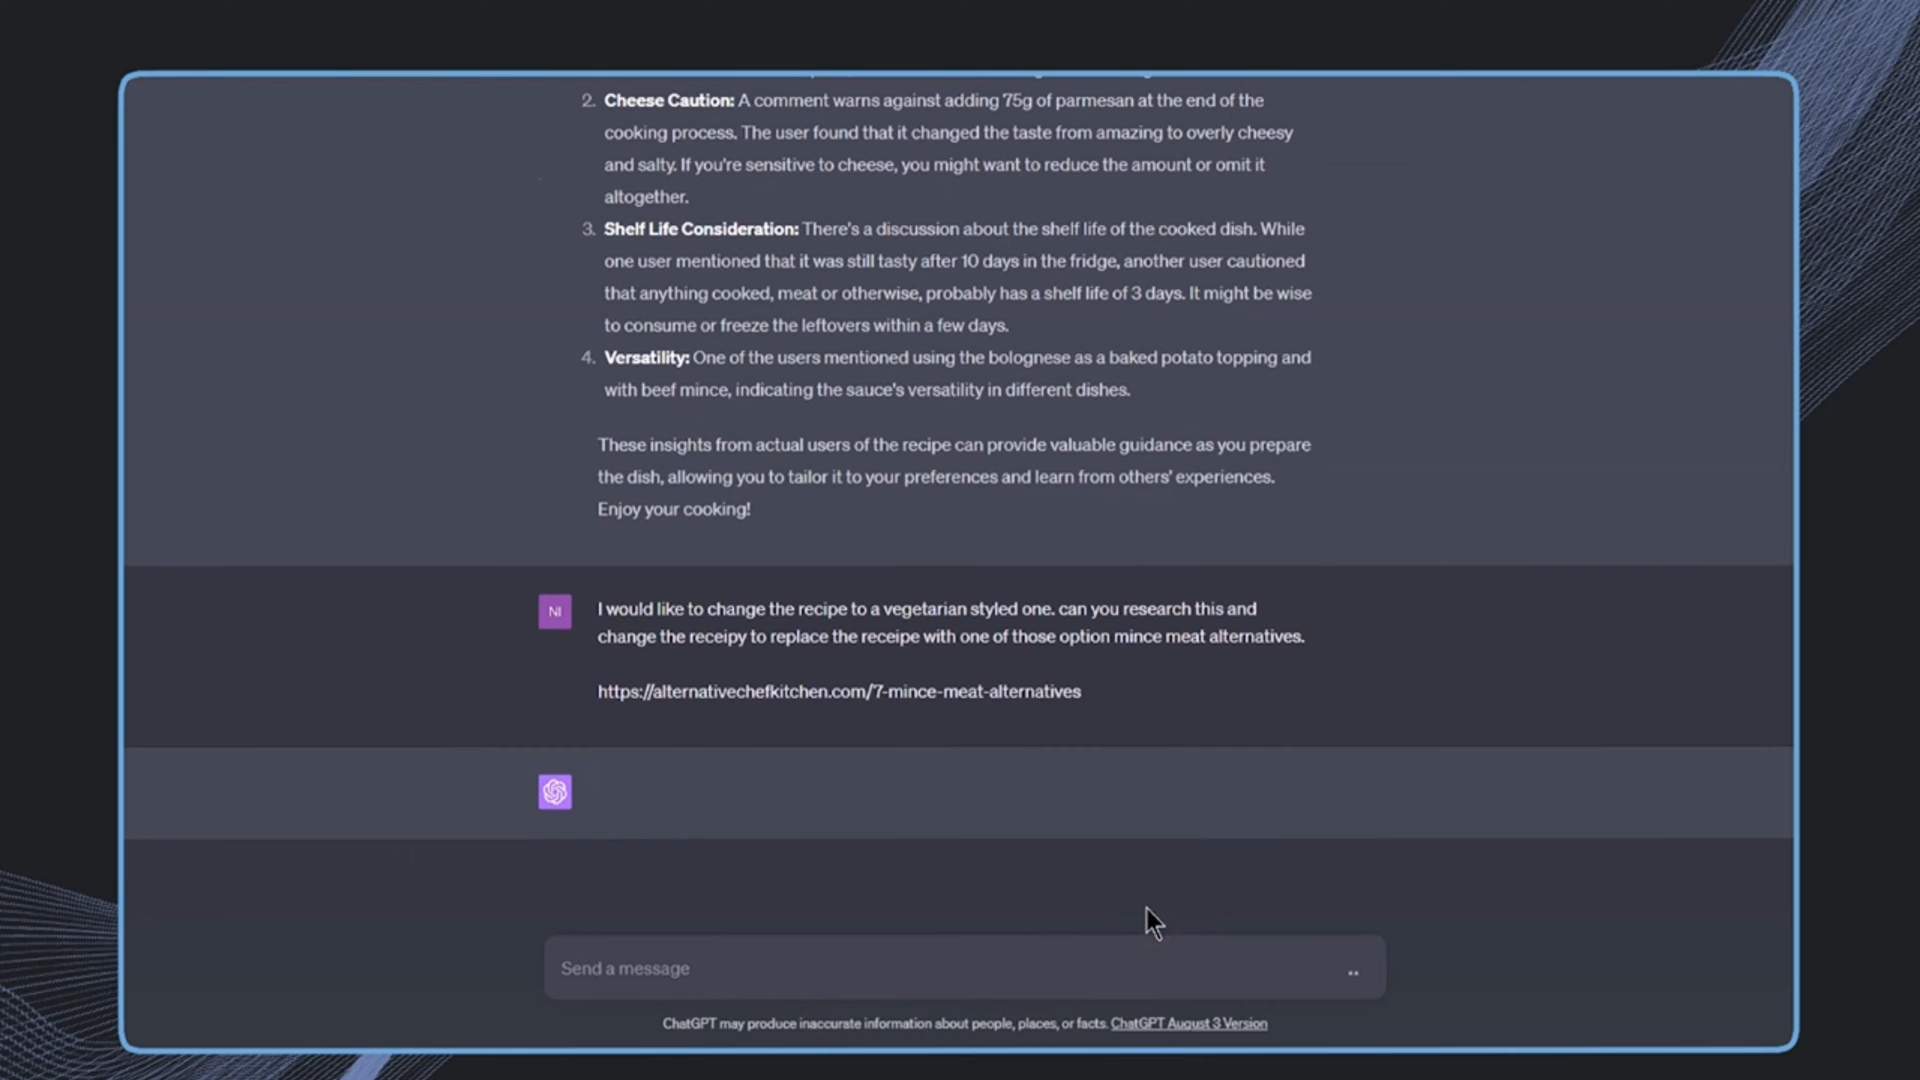 2. Cheese Caution: A comment warns against adding 75g of parmesan at the end of the
cooking process. The user found that it changed the taste from amazing to overly cheesy
and salty. If you're sensitive to cheese, you might want to reduce the amount or omit it
altogether.
3. Shelf Life Consideration: There's a discussion about the shelf life of the cooked dish. While
one user mentioned that it was still tasty after 10 days in the fridge, another user cautioned
that anything cooked, meat or otherwise, probably has a shelf life of 3 days. It might be wise
to consume or freeze the leftovers within a few days.
4. Versatility: One of the users mentioned using the bolognese as a baked potato topping and
with beef mince, indicating the sauce's versatility in different dishes.
These insights from actual users of the recipe can provide valuable guidance as you prepare
the dish, allowing you to tailor it to your preferences and learn from others' experiences.
Enjoy your cooking!
NI
I would like to change the recipe to a vegetarian styled one. can you research this and
change the receipy to replace the receipe with one of those option mince meat alternatives.
https://alternativechefkitchen.com/7-mince-meat-alternatives
Send a message
ChatGPT may produce inaccurate information about people, places, or facts. ChatGPT August 3 Version